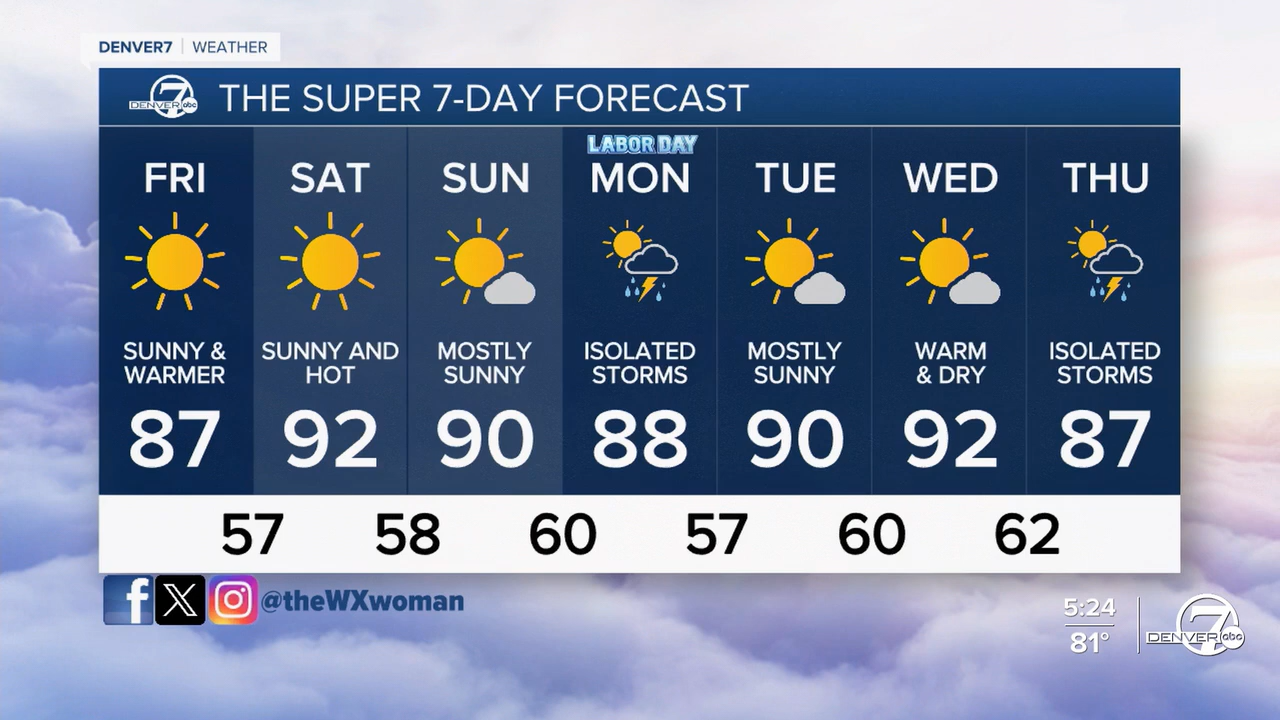 DENVER7 | WEATHER
DENVER 7 abc THE SUPER 7-DAY FORECAST
LABOR DAY
FRI SAT SUN MON TUE WED THU
SUNNY & SUNNY AND MOSTLY ISOLATED MOSTLY WARM ISOLATED
WARMER HOT SUNNY STORMS SUNNY & DRY STORMS
87 92 90 88 90 92 87
57 58 60 57 60 62
f X @theWXwoman
5:24
81°
DENVER 7 abc